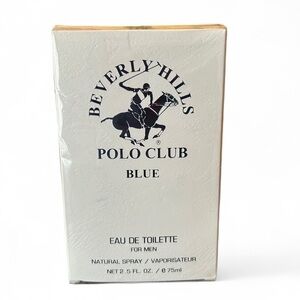 BEVERLY HILLS
®
POLO CLUB
BLUE
EAU DE TOILETTE
FOR MEN
NATURAL SPRAY / VAPORISATEUR
NET 2.5 FL. OZ. / ℮ 75ml